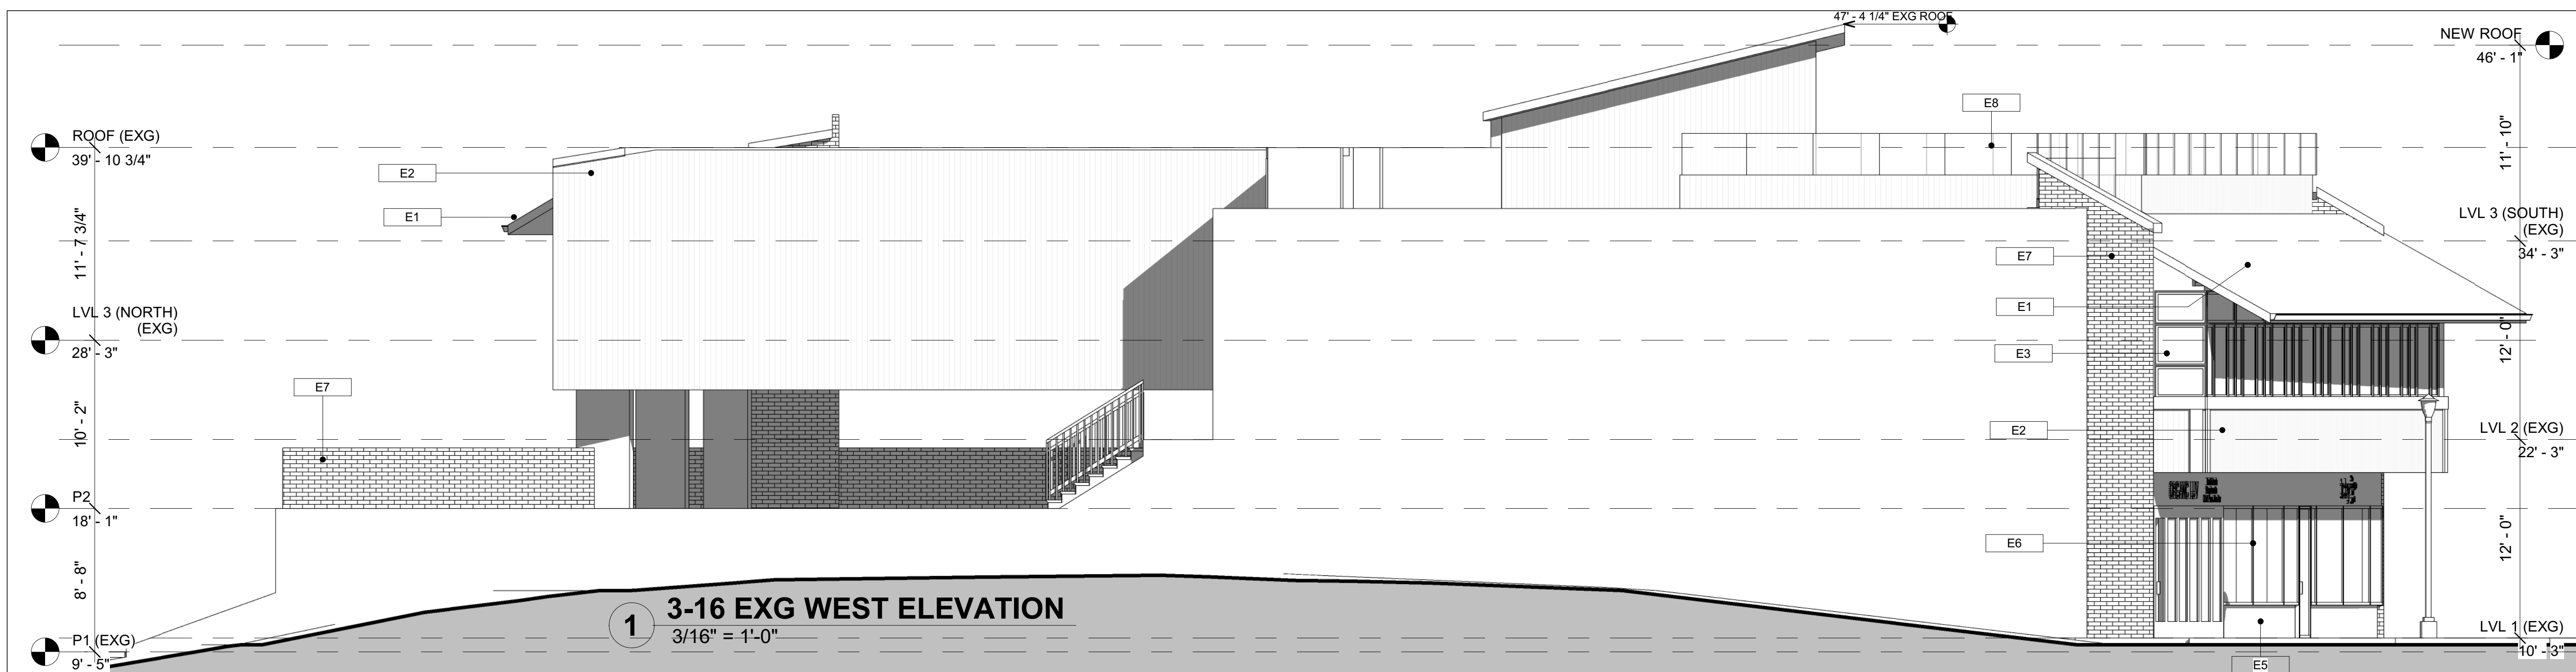 47' - 4 1/4" EXG ROOF
NEW ROOF
46' - 1"
E8
11' - 10"
ROOF (EXG)
39' - 10 3/4"
E2
E1
11' - 7 3/4"
LVL 3 (SOUTH)
(EXG)
34' - 3"
E7
E1
LVL 3 (NORTH)
(EXG)
28' - 3"
12' - 0"
E3
E7
10' - 2"
E2
LVL 2 (EXG)
22' - 3"
P2
18' - 1"
12' - 0"
E6
8' - 8"
1
3-16 EXG WEST ELEVATION
3/16" = 1'-0"
P1 (EXG)
9' - 5"
LVL 1 (EXG)
10' - 3"
E5